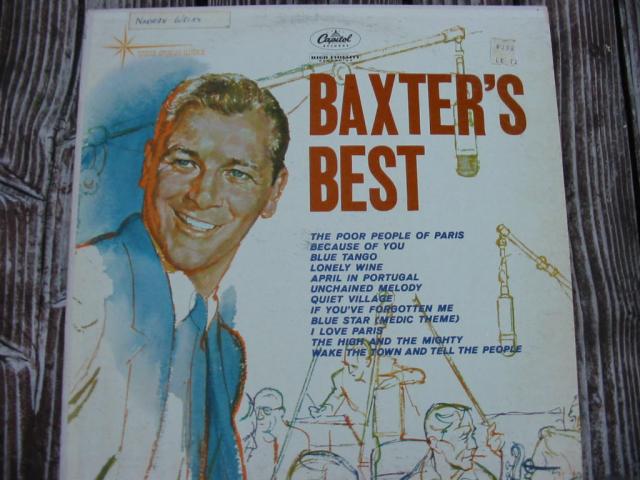 Capitol
RECORDS
HIGH FIDELITY
BAXTER'S
BEST
THE POOR PEOPLE OF PARIS
BECAUSE OF YOU
BLUE TANGO
LONELY WINE
APRIL IN PORTUGAL
UNCHAINED MELODY
QUIET VILLAGE
IF YOU'VE FORGOTTEN ME
BLUE STAR (MEDIC THEME)
I LOVE PARIS
THE HIGH AND THE MIGHTY
WAKE THE TOWN AND TELL THE PEOPLE